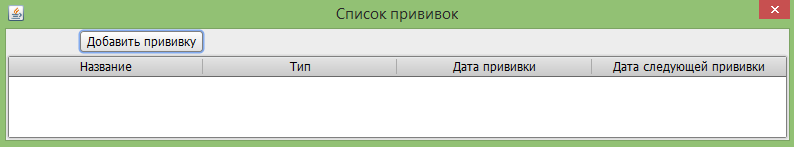 Список прививок
Добавить прививку
Название Тип Дата прививки Дата следующей прививки